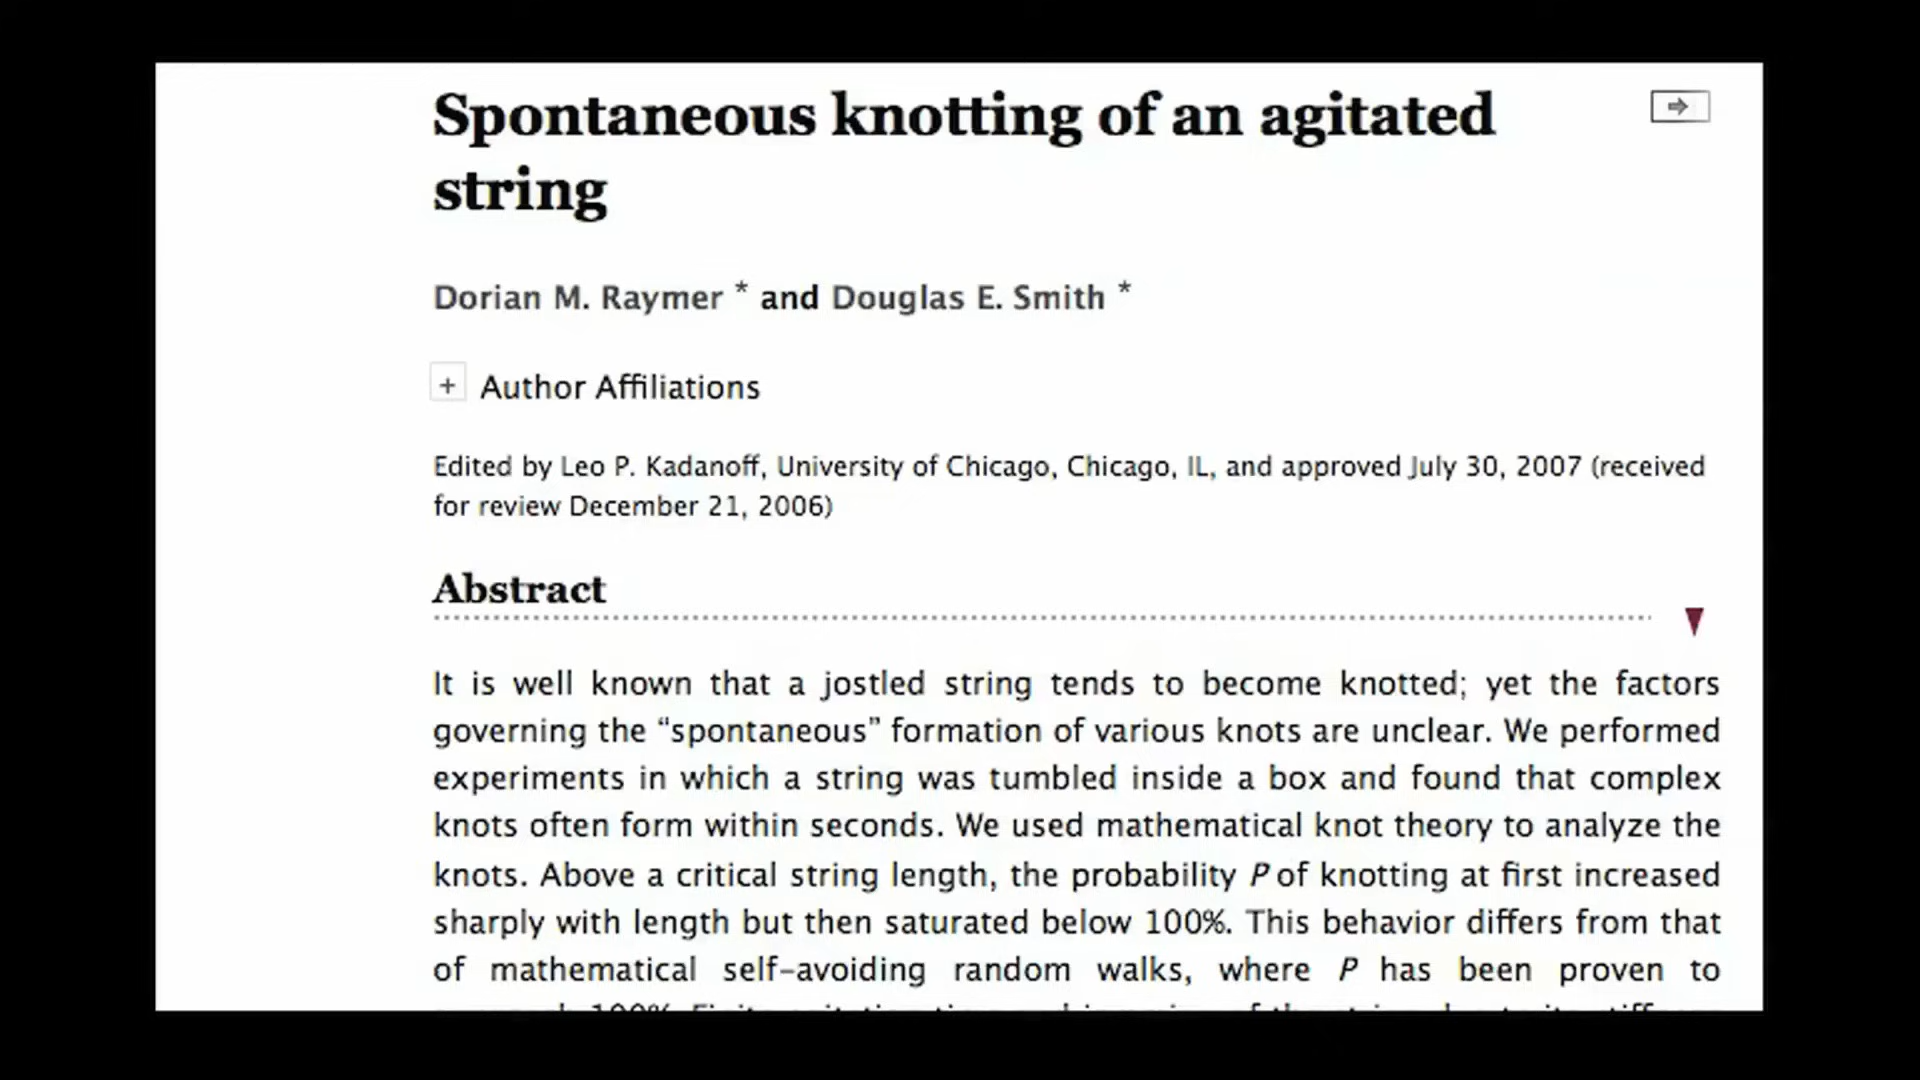 Spontaneous knotting of an agitated
string
Dorian M. Raymer * and Douglas E. Smith *
+ Author Affiliations
Edited by Leo P. Kadanoff, University of Chicago, Chicago, IL, and approved July 30, 2007 (received
for review December 21, 2006)
Abstract
It is well known that a jostled string tends to become knotted; yet the factors
governing the “spontaneous” formation of various knots are unclear. We performed
experiments in which a string was tumbled inside a box and found that complex
knots often form within seconds. We used mathematical knot theory to analyze the
knots. Above a critical string length, the probability P of knotting at first increased
sharply with length but then saturated below 100%. This behavior differs from that
of mathematical self–avoiding random walks, where P has been proven to